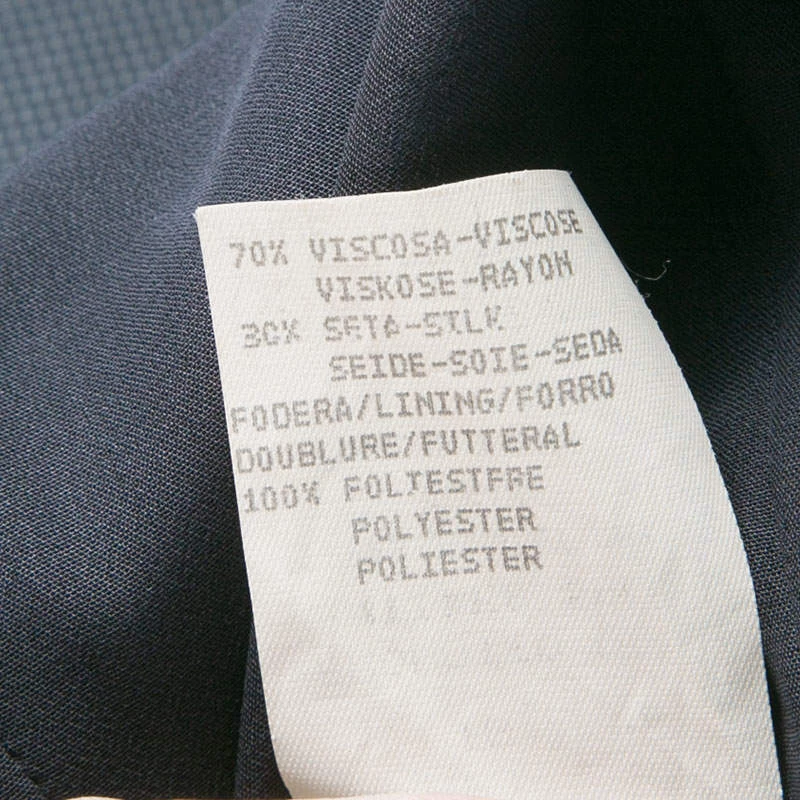 70% VISCOSA-VISCOSE
VISKOSE-RAYON
30% SETA-SILK
SEIDE-SOIE-SEDA
FODERA/LINING/FORRO
DOUBLURE/FUTTERAL
100% POLIESTERE
POLYESTER
POLIESTER